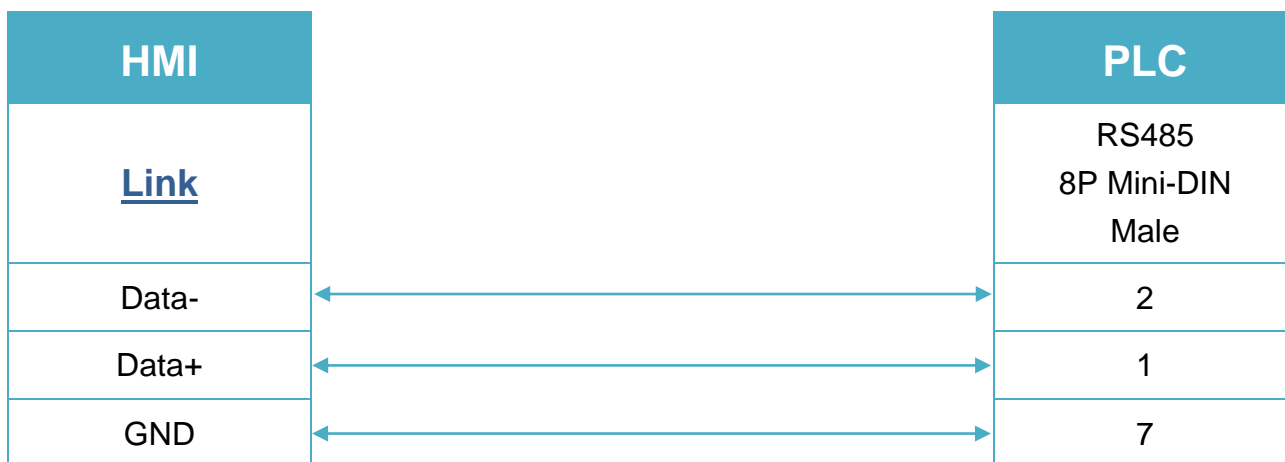 HMI PLC
Link
RS485
8P Mini-DIN
Male
Data- 2
Data+ 1
GND 7